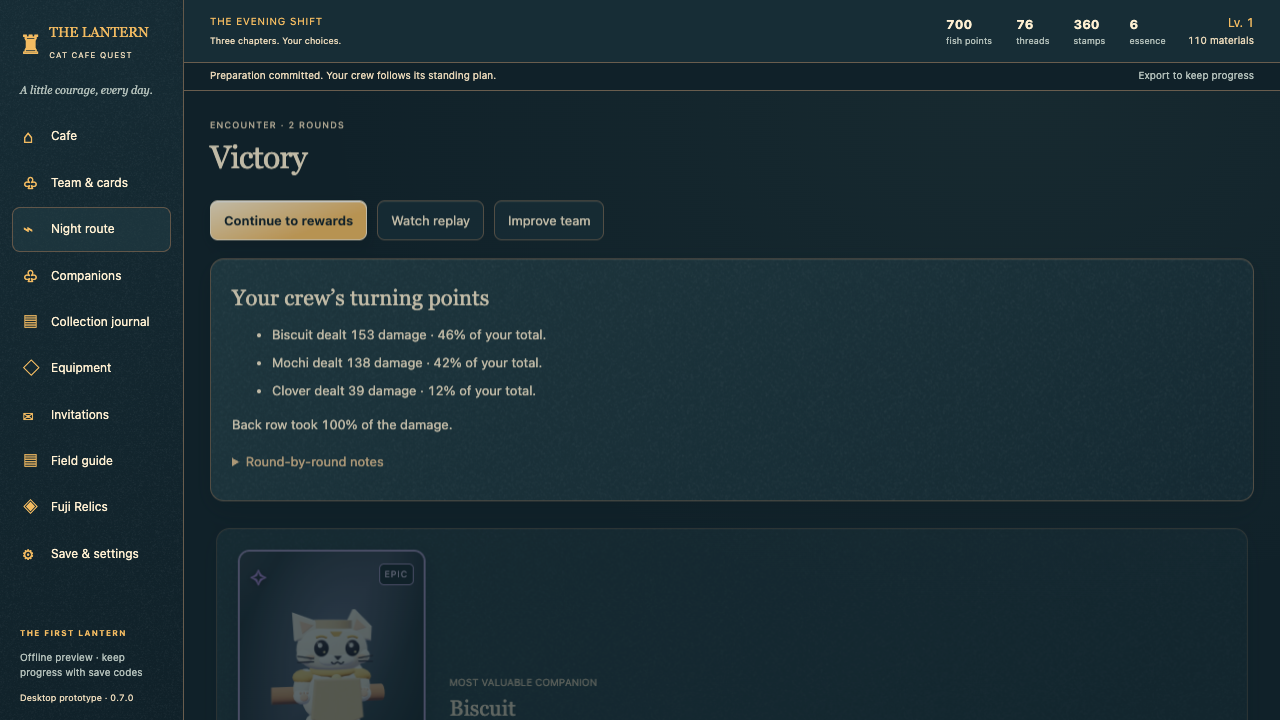 THE LANTERN
CAT CAFE QUEST
A little courage, every day.
Cafe
Team & cards
Night route
Companions
Collection journal
Equipment
Invitations
Field guide
Fuji Relics
Save & settings
THE FIRST LANTERN
Offline preview · keep
progress with save codes
Desktop prototype · 0.7.0
THE EVENING SHIFT
Three chapters. Your choices.
700
fish points
76
threads
360
stamps
6
essence
Lv. 1
110 materials
Preparation committed. Your crew follows its standing plan.
Export to keep progress
ENCOUNTER · 2 ROUNDS
Victory
Continue to rewards
Watch replay
Improve team
Your crew’s turning points
• Biscuit dealt 153 damage · 46% of your total.
• Mochi dealt 138 damage · 42% of your total.
• Clover dealt 39 damage · 12% of your total.
Back row took 100% of the damage.
Round-by-round notes
EPIC
MOST VALUABLE COMPANION
Biscuit